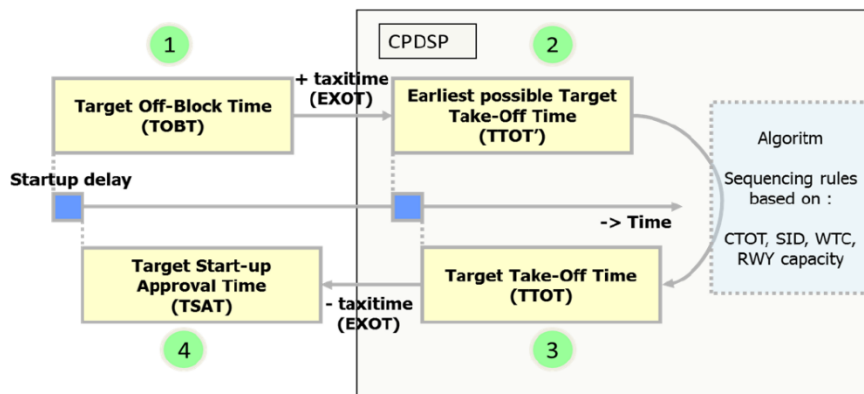 1
CPDSP
2
Target Off-Block Time
(TOBT)
+ taxitime
(EXOT)
Earliest possible Target
Take-Off Time
(TTOT’)
Algoritm
Sequencing rules
based on :
CTOT, SID, WTC,
RWY capacity
Startup delay
-> Time
Target Start-up
Approval Time
(TSAT)
- taxitime
(EXOT)
Target Take-Off Time
(TTOT)
4
3